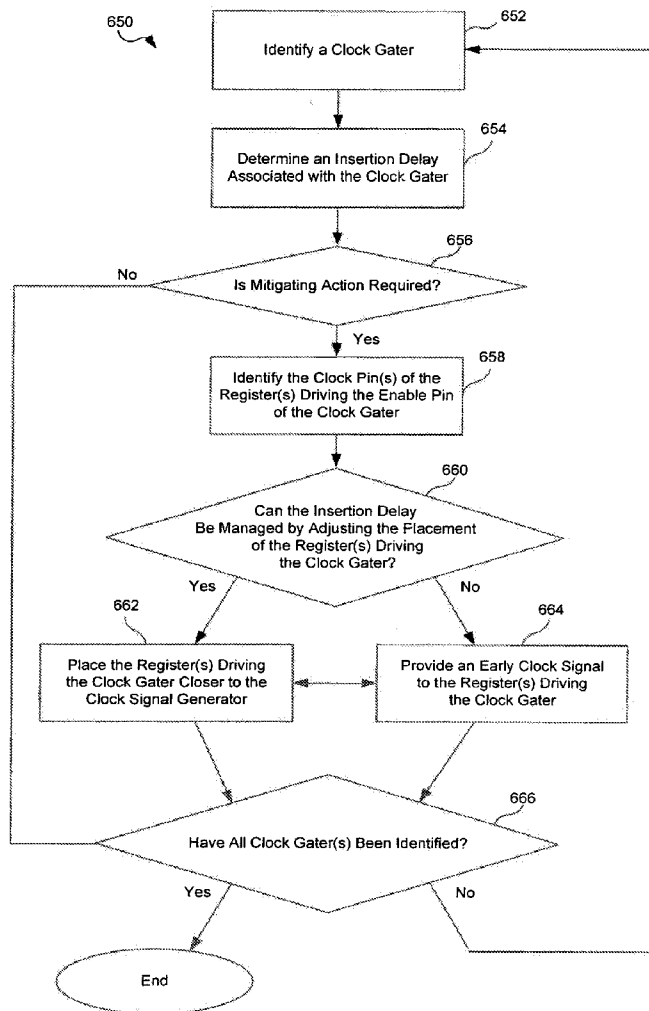 650
652
Identify a Clock Gater
654
Determine an Insertion Delay
Associated with the Clock Gater
656
No
Is Mitigating Action Required?
Yes
658
Identify the Clock Pin(s) of the
Register(s) Driving the Enable Pin
of the Clock Gater
660
Can the Insertion Delay
Be Managed by Adjusting the Placement
of the Register(s) Driving
the Clock Gater?
Yes
No
662
664
Place the Register(s) Driving
the Clock Gater Closer to the
Clock Signal Generator
Provide an Early Clock Signal
to the Register(s) Driving
the Clock Gater
666
Have All Clock Gater(s) Been Identified?
Yes
No
End